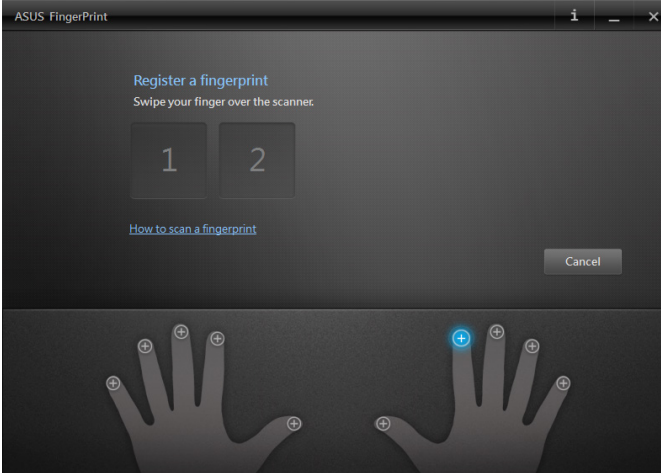 ASUS FingerPrint
Register a fingerprint
Swipe your finger over the scanner.
1 2
How to scan a fingerprint
Cancel